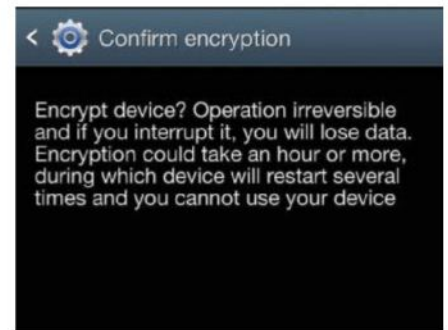 Confirm encryption
Encrypt device? Operation irreversible
and if you interrupt it, you will lose data.
Encryption could take an hour or more,
during which device will restart several
times and you cannot use your device